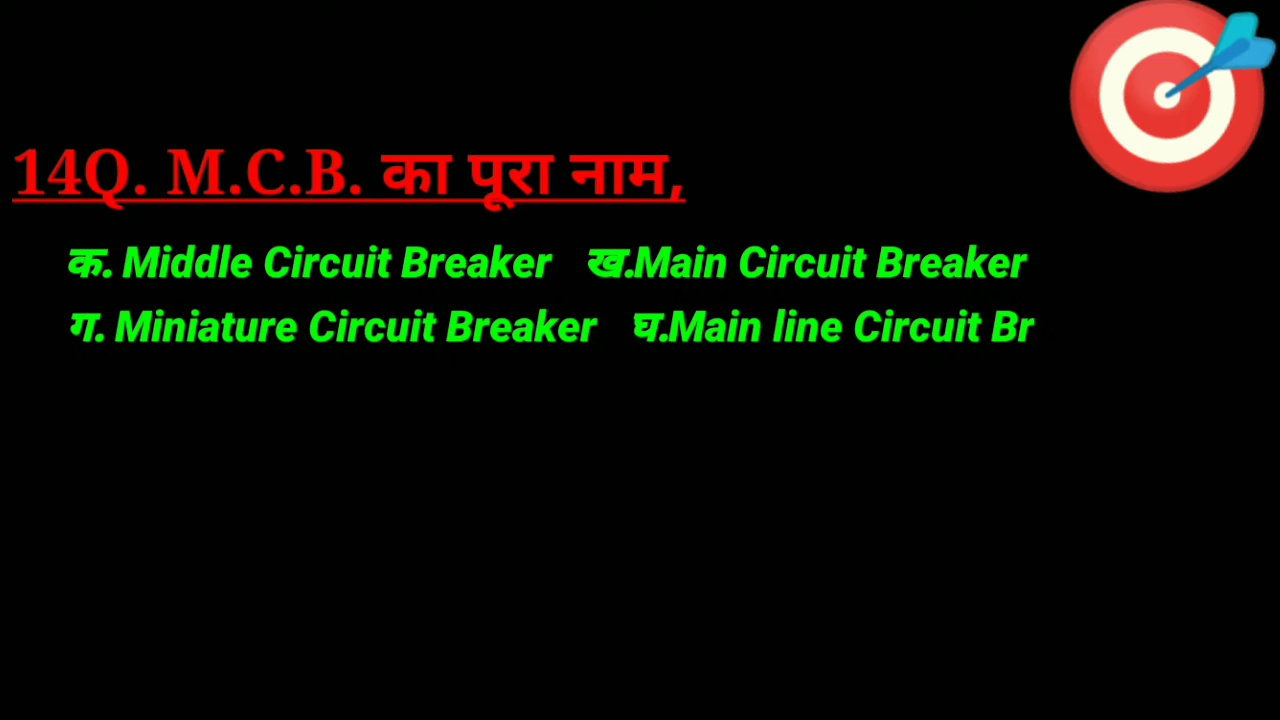 14Q. M.C.B. का पूरा नाम,
क. Middle Circuit Breaker ख.Main Circuit Breaker
ग. Miniature Circuit Breaker घ.Main line Circuit Br